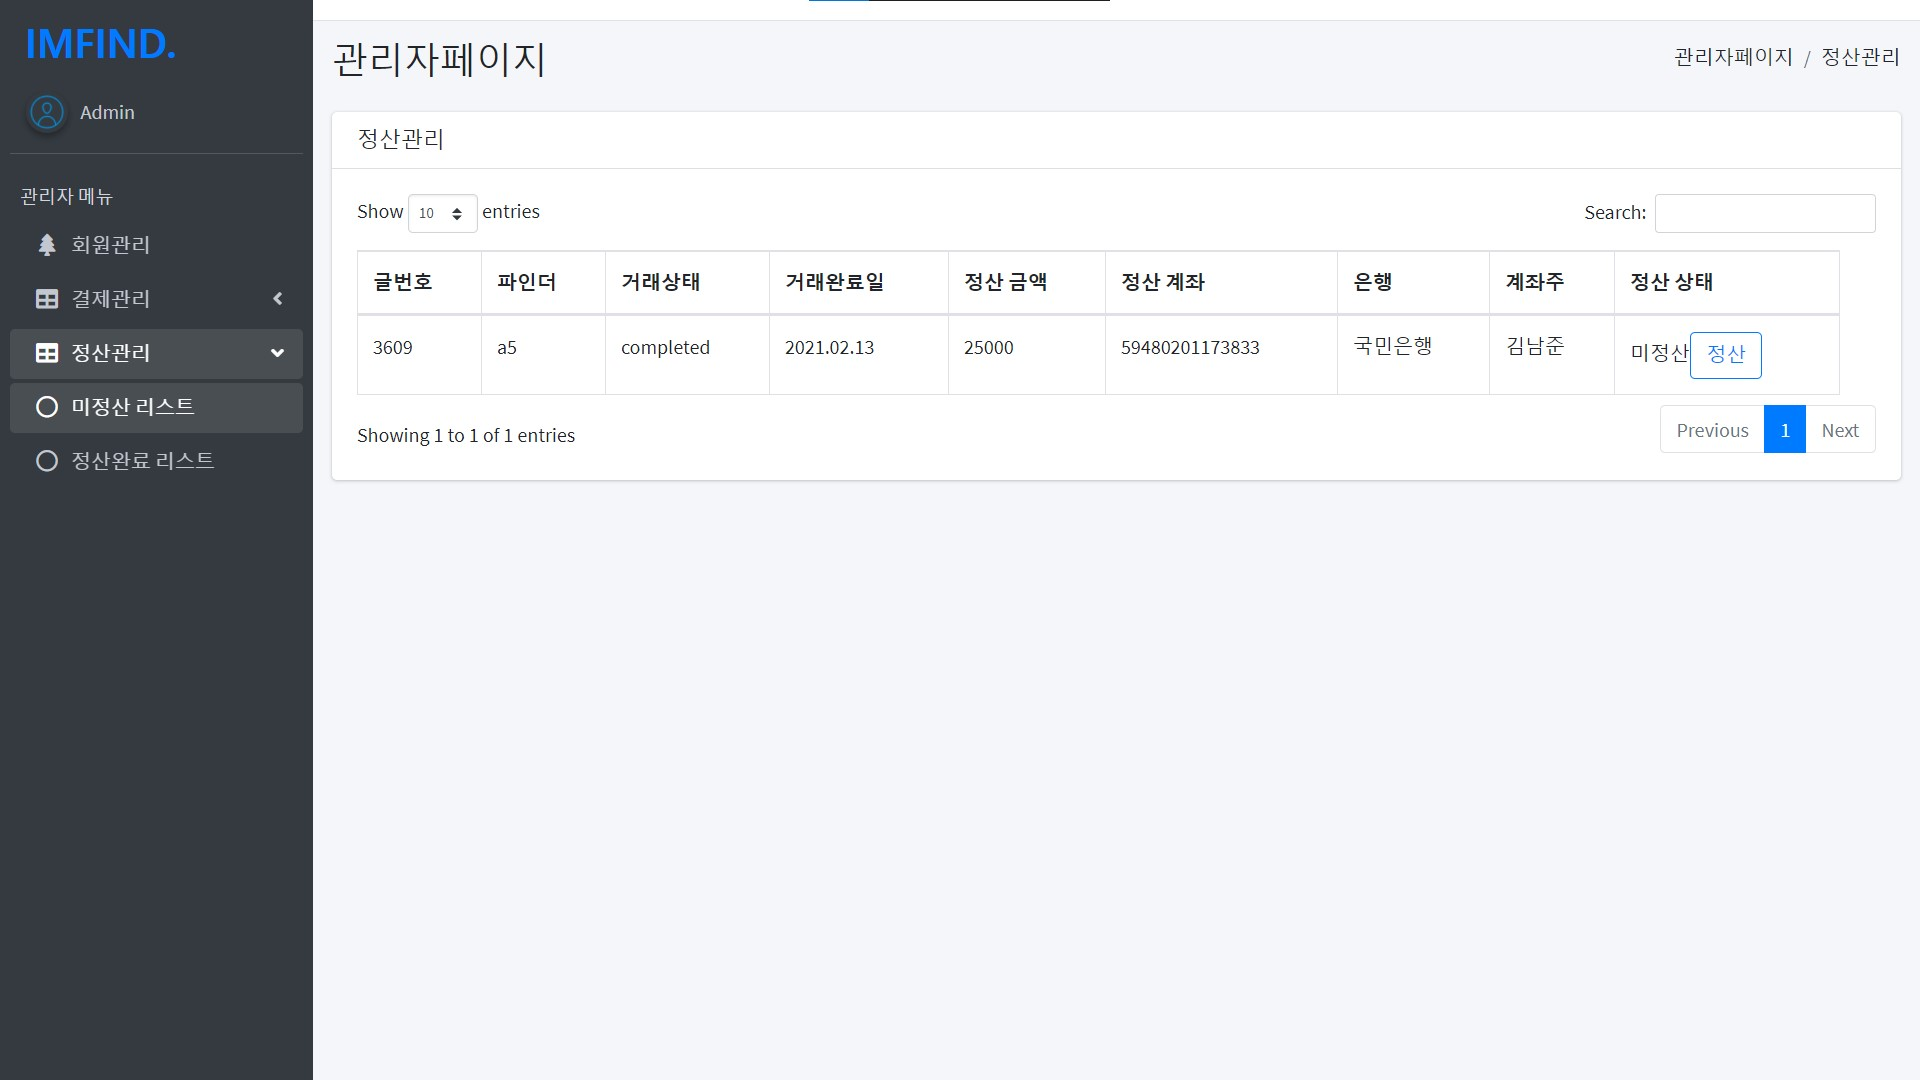 IMFIND.
Admin
관리자 메뉴
회원관리
결제관리
정산관리
미정산 리스트
정산완료 리스트
관리자페이지
관리자페이지 / 정산관리
정산관리
Show 10 entries
Search:
글번호 파인더 거래상태 거래완료일 정산 금액 정산 계좌 은행 계좌주 정산 상태
3609 a5 completed 2021.02.13 25000 59480201173833 국민은행 김남준 미정산 정산
Showing 1 to 1 of 1 entries
Previous 1 Next